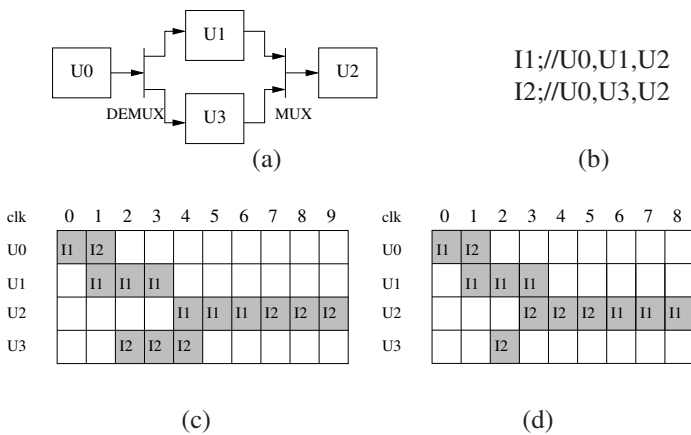 U0
U1
U2
U3
DEMUX
MUX
(a)
I1;//U0,U1,U2
I2;//U0,U3,U2
(b)
clk 0 1 2 3 4 5 6 7 8 9
U0 I1 I2
U1 I1 I1 I1
U2 I1 I1 I1 I2 I2 I2
U3 I2 I2 I2
(c)
clk 0 1 2 3 4 5 6 7 8
U0 I1 I2
U1 I1 I1 I1
U2 I2 I2 I2 I1 I1 I1
U3 I2
(d)